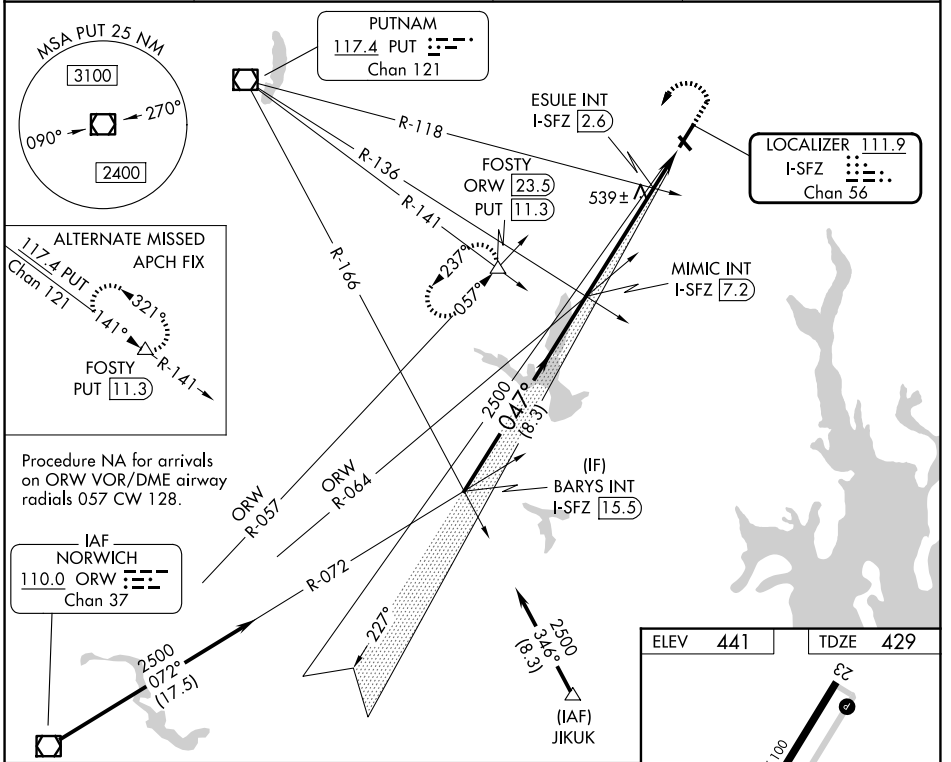 MSA PUT 25 NM
3100
090°
270°
2400
PUTNAM
117.4 PUT
Chan 121
R-118
R-136
R-141
R-166
ESULE INT
I-SFZ 2.6
LOCALIZER 111.9
I-SFZ
Chan 56
FOSTY
ORW 23.5
PUT 11.3
539±
237°
057°
MIMIC INT
I-SFZ 7.2
ALTERNATE MISSED
APCH FIX
117.4 PUT
Chan 121
321°
141°
R-141
FOSTY
PUT 11.3
2500
047°
(8.3)
Procedure NA for arrivals
on ORW VOR/DME airway
radials 057 CW 128.
ORW
R-057
ORW
R-064
(IF)
BARYS INT
I-SFZ 15.5
IAF
NORWICH
110.0 ORW
Chan 37
R-072
227°
2500
072°
(17.5)
2500
346°
(8.3)
(IAF)
JIKUK
ELEV 441
TDZE 429
23
P